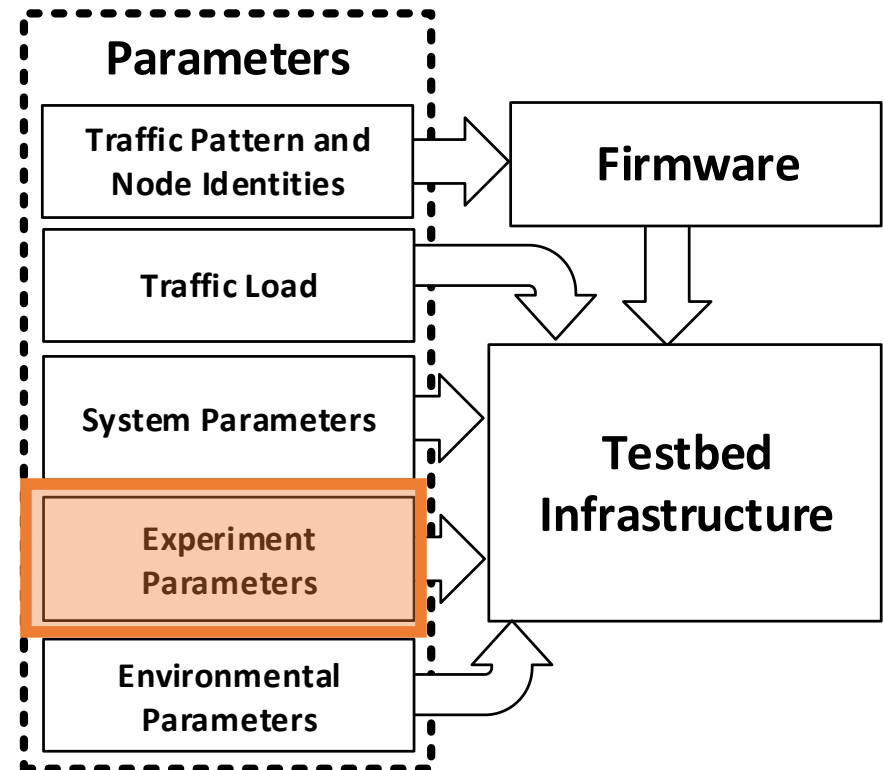 Parameters
Traffic Pattern and
Node Identities
Traffic Load
System Parameters
Experiment
Parameters
Environmental
Parameters
Firmware
Testbed
Infrastructure